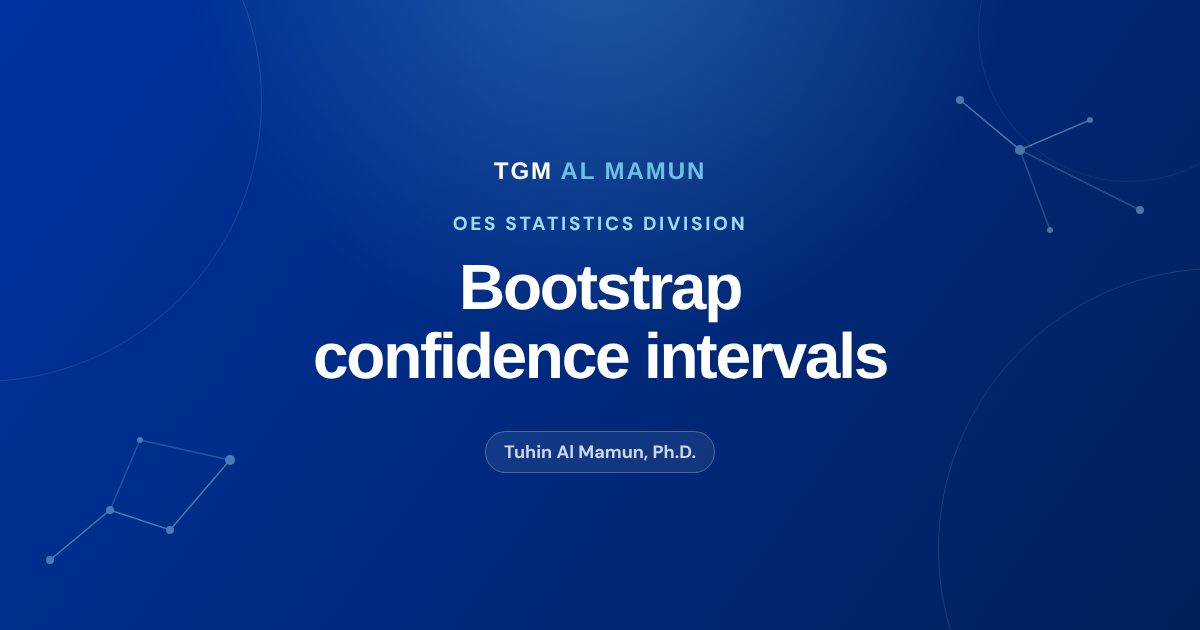 TGM AL MAMUN
OES STATISTICS DIVISION
Bootstrap
confidence intervals
Tuhin Al Mamun, Ph.D.